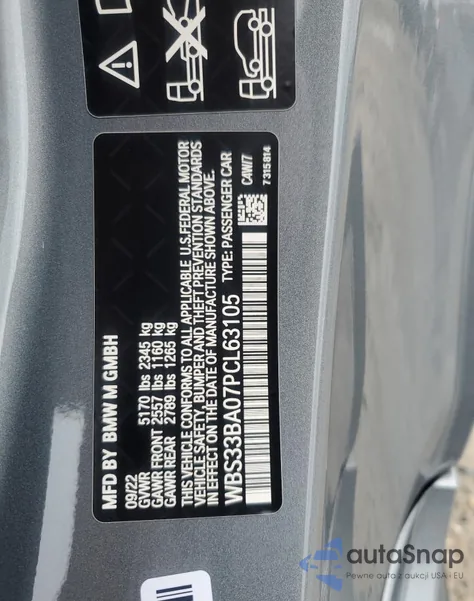 MFD BY BMW M GMBH
09/22
GVWR 5170 lbs 2345 kg
GAWR FRONT 2557 lbs 1160 kg
GAWR REAR 2789 lbs 1265 kg
THIS VEHICLE CONFORMS TO ALL APPLICABLE U.S. FEDERAL MOTOR
VEHICLE SAFETY, BUMPER AND THEFT PREVENTION STANDARDS
IN EFFECT ON THE DATE OF MANUFACTURE SHOWN ABOVE.
WBS33BA07PCL63105 TYPE: PASSENGER CAR
C4W/7
7315814
autoSnap
Pewne auta z aukcji USA i EU